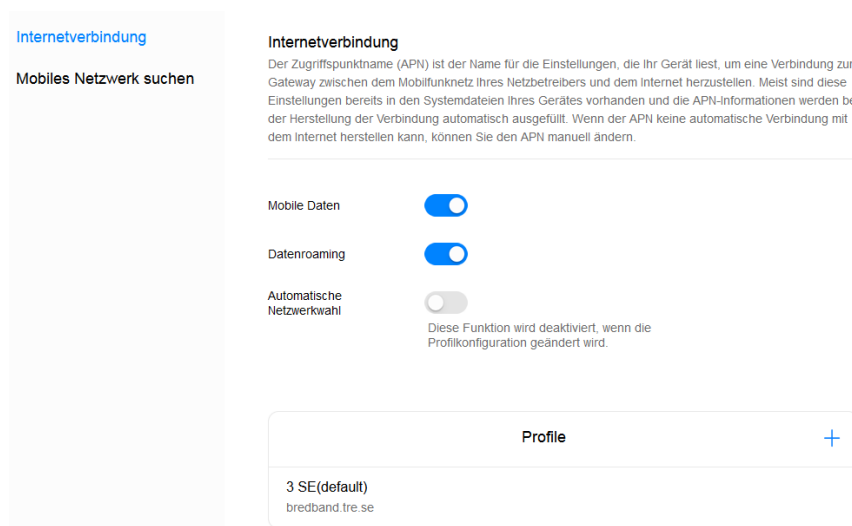 Internetverbindung
Mobiles Netzwerk suchen
Internetverbindung
Der Zugriffspunktname (APN) ist der Name für die Einstellungen, die Ihr Gerät liest, um eine Verbindung zum
Gateway zwischen dem Mobilfunknetz Ihres Netzbetreibers und dem Internet herzustellen. Meist sind diese
Einstellungen bereits in den Systemdateien Ihres Gerätes vorhanden und die APN-Informationen werden be
der Herstellung der Verbindung automatisch ausgefüllt. Wenn der APN keine automatische Verbindung mit
dem Internet herstellen kann, können Sie den APN manuell ändern.
Mobile Daten
Datenroaming
Automatische
Netzwerkwahl
Diese Funktion wird deaktiviert, wenn die
Profilkonfiguration geändert wird.
Profile
3 SE(default)
bredband.tre.se